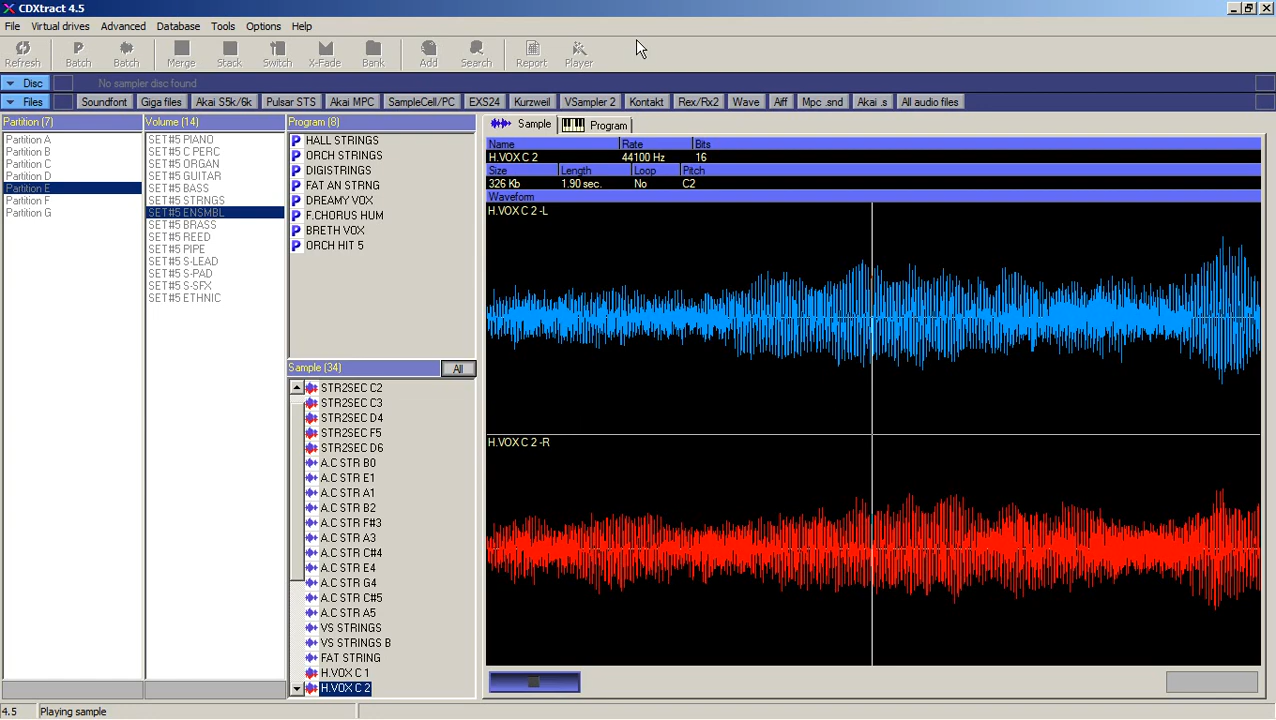 CDXtract 4.5
File Virtual drives Advanced Database Tools Options Help
Refresh Batch Batch Merge Stack Switch X-Fade Bank Add Search Report Player
Disc No sampler disc found
Files Soundfont Giga files Akai S5k/6k Pulsar STS Akai MPC SampleCell/PC EXS24 Kurzweil VSampler 2 Kontakt Rex/Rx2 Wave Aiff Mpc .snd Akai .s All audio files
Partition (7)
Partition A
Partition B
Partition C
Partition D
Partition E
Partition F
Partition G
Volume (14)
SET#5 PIANO
SET#5 C PERC
SET#5 ORGAN
SET#5 GUITAR
SET#5 BASS
SET#5 STRNGS
SET#5 ENSMBL
SET#5 BRASS
SET#5 REED
SET#5 PIPE
SET#5 S-LEAD
SET#5 S-PAD
SET#5 S-SFX
SET#5 ETHNIC
Program (8)
P HALL STRINGS
P ORCH STRINGS
P DIGISTRINGS
P FAT AN STRNG
P DREAMY VOX
P F.CHORUS HUM
P BRETH VOX
P ORCH HIT 5
Sample (34) All
STR2SEC C2
STR2SEC C3
STR2SEC D4
STR2SEC F5
STR2SEC D6
A.C STR B0
A.C STR E1
A.C STR A1
A.C STR B2
A.C STR F#3
A.C STR A3
A.C STR C#4
A.C STR E4
A.C STR G4
A.C STR C#5
A.C STR A5
VS STRINGS
VS STRINGS B
FAT STRING
H.VOX C 1
H.VOX C 2
Sample Program
Name Rate Bits
H.VOX C 2 44100 Hz 16
Size Length Loop Pitch
326 Kb 1.90 sec. No C2
Waveform
H.VOX C 2 -L
H.VOX C 2 -R
4.5 Playing sample